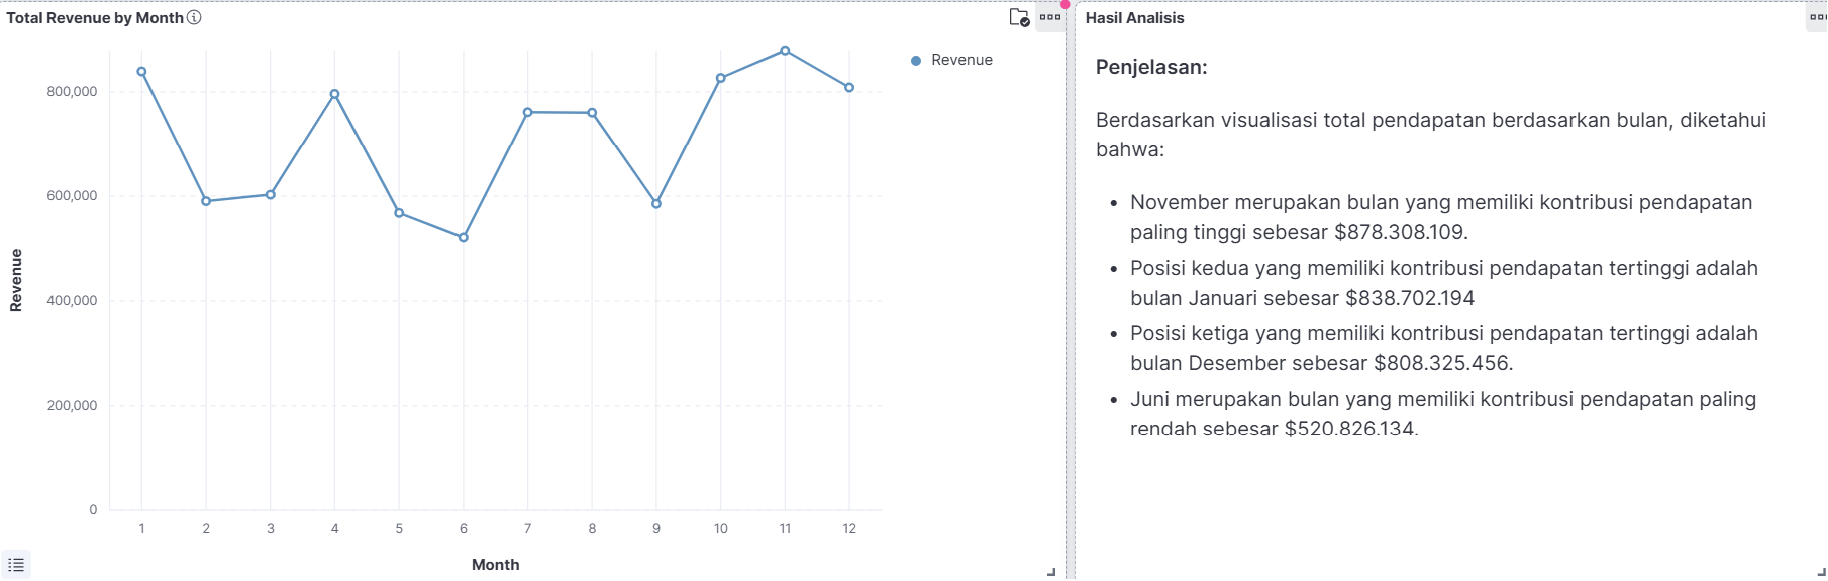 Total Revenue by Month
Revenue
800,000
600,000
400,000
200,000
0
Revenue
1 2 3 4 5 6 7 8 9 10 11 12
Month
Hasil Analisis
Penjelasan:
Berdasarkan visualisasi total pendapatan berdasarkan bulan, diketahui
bahwa:
• November merupakan bulan yang memiliki kontribusi pendapatan
paling tinggi sebesar $878.308.109.
• Posisi kedua yang memiliki kontribusi pendapatan tertinggi adalah
bulan Januari sebesar $838.702.194
• Posisi ketiga yang memiliki kontribusi pendapatan tertinggi adalah
bulan Desember sebesar $808.325.456.
• Juni merupakan bulan yang memiliki kontribusi pendapatan paling
rendah sebesar $520.826.134.